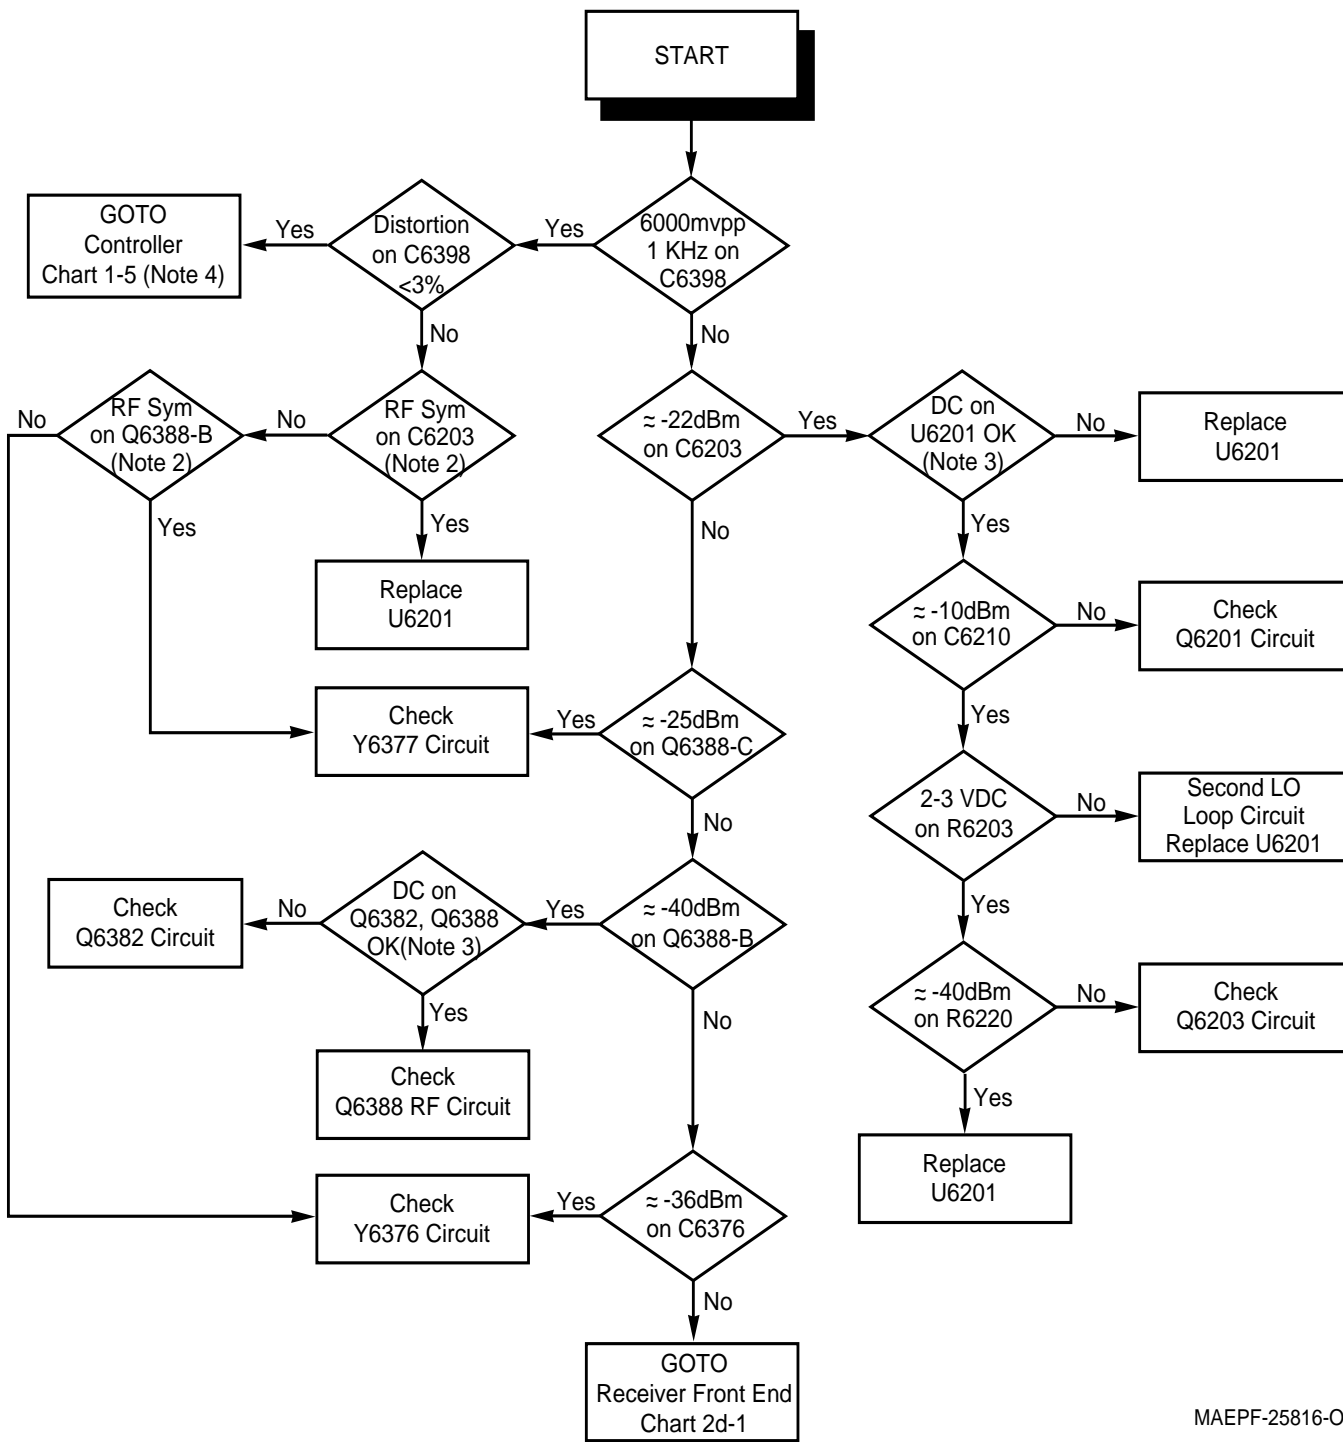 START
GOTO
Controller
Chart 1-5 (Note 4)
Yes
Distortion
on C6398
<3%
Yes
6000mvpp
1 KHz on
C6398
No
No
No
RF Sym
on Q6388-B
(Note 2)
No
RF Sym
on C6203
(Note 2)
≈ -22dBm
on C6203
Yes
DC on
U6201 OK
(Note 3)
No
Replace
U6201
Yes
Yes
No
Yes
Replace
U6201
≈ -10dBm
on C6210
No
Check
Q6201 Circuit
Check
Y6377 Circuit
Yes
≈ -25dBm
on Q6388-C
Yes
No
2-3 VDC
on R6203
No
Second LO
Loop Circuit
Replace U6201
Check
Q6382 Circuit
No
DC on
Q6382, Q6388
OK(Note 3)
Yes
≈ -40dBm
on Q6388-B
Yes
Yes
No
≈ -40dBm
on R6220
No
Check
Q6203 Circuit
Check
Q6388 RF Circuit
Yes
Replace
U6201
Check
Y6376 Circuit
Yes
≈ -36dBm
on C6376
No
GOTO
Receiver Front End
Chart 2d-1
MAEPF-25816-O